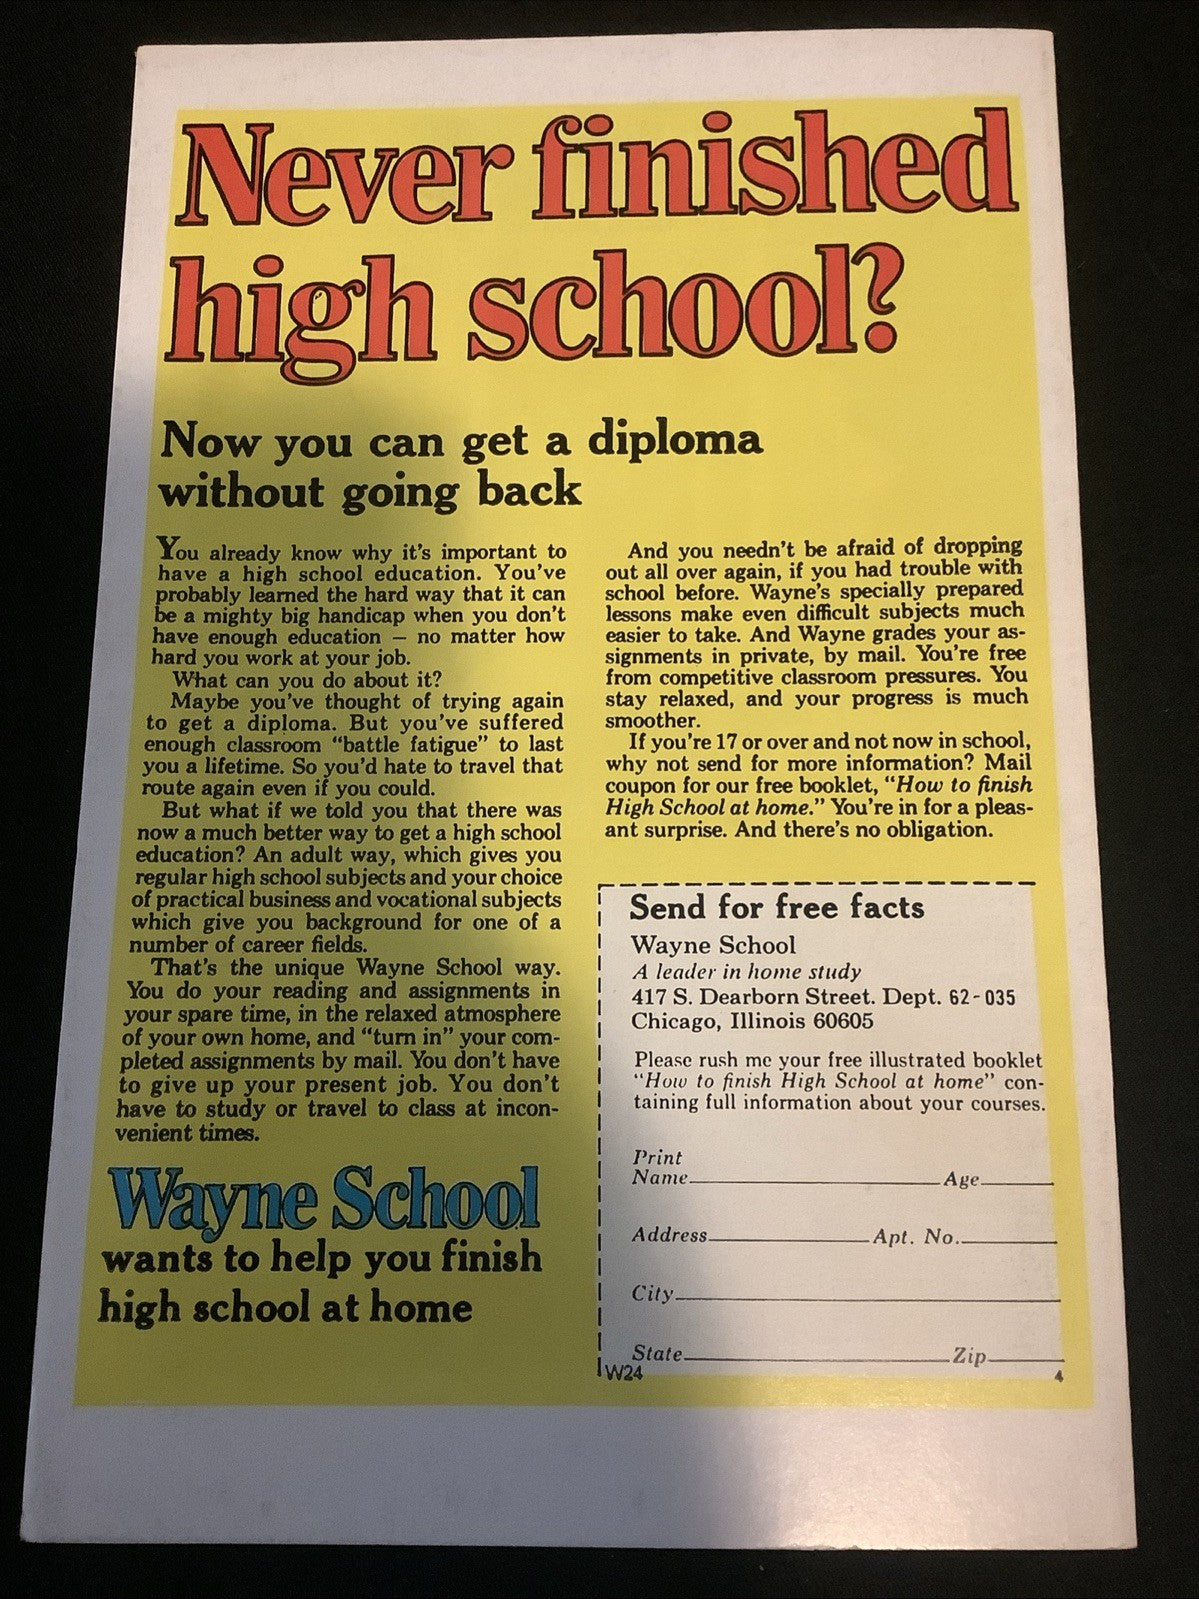 Never finished
high school?
Now you can get a diploma
without going back
You already know why it's important to
have a high school education. You've
probably learned the hard way that it can
be a mighty big handicap when you don't
have enough education – no matter how
hard you work at your job.
What can you do about it?
Maybe you've thought of trying again
to get a diploma. But you've suffered
enough classroom "battle fatigue" to last
you a lifetime. So you'd hate to travel that
route again even if you could.
But what if we told you that there was
now a much better way to get a high school
education? An adult way, which gives you
regular high school subjects and your choice
of practical business and vocational subjects
which give you background for one of a
number of career fields.
That's the unique Wayne School way.
You do your reading and assignments in
your spare time, in the relaxed atmosphere
of your own home, and "turn in" your com-
pleted assignments by mail. You don't have
to give up your present job. You don't
have to study or travel to class at incon-
venient times.
Wayne School
wants to help you finish
high school at home
And you needn't be afraid of dropping
out all over again, if you had trouble with
school before. Wayne's specially prepared
lessons make even difficult subjects much
easier to take. And Wayne grades your as-
signments in private, by mail. You're free
from competitive classroom pressures. You
stay relaxed, and your progress is much
smoother.
If you're 17 or over and not now in school,
why not send for more information? Mail
coupon for our free booklet, "How to finish
High School at home." You're in for a pleas-
ant surprise. And there's no obligation.
Send for free facts
Wayne School
A leader in home study
417 S. Dearborn Street. Dept. 62-035
Chicago, Illinois 60605
Please rush me your free illustrated booklet
"How to finish High School at home" con-
taining full information about your courses.
Print
Name Age
Address Apt. No.
City
State Zip
W24 4